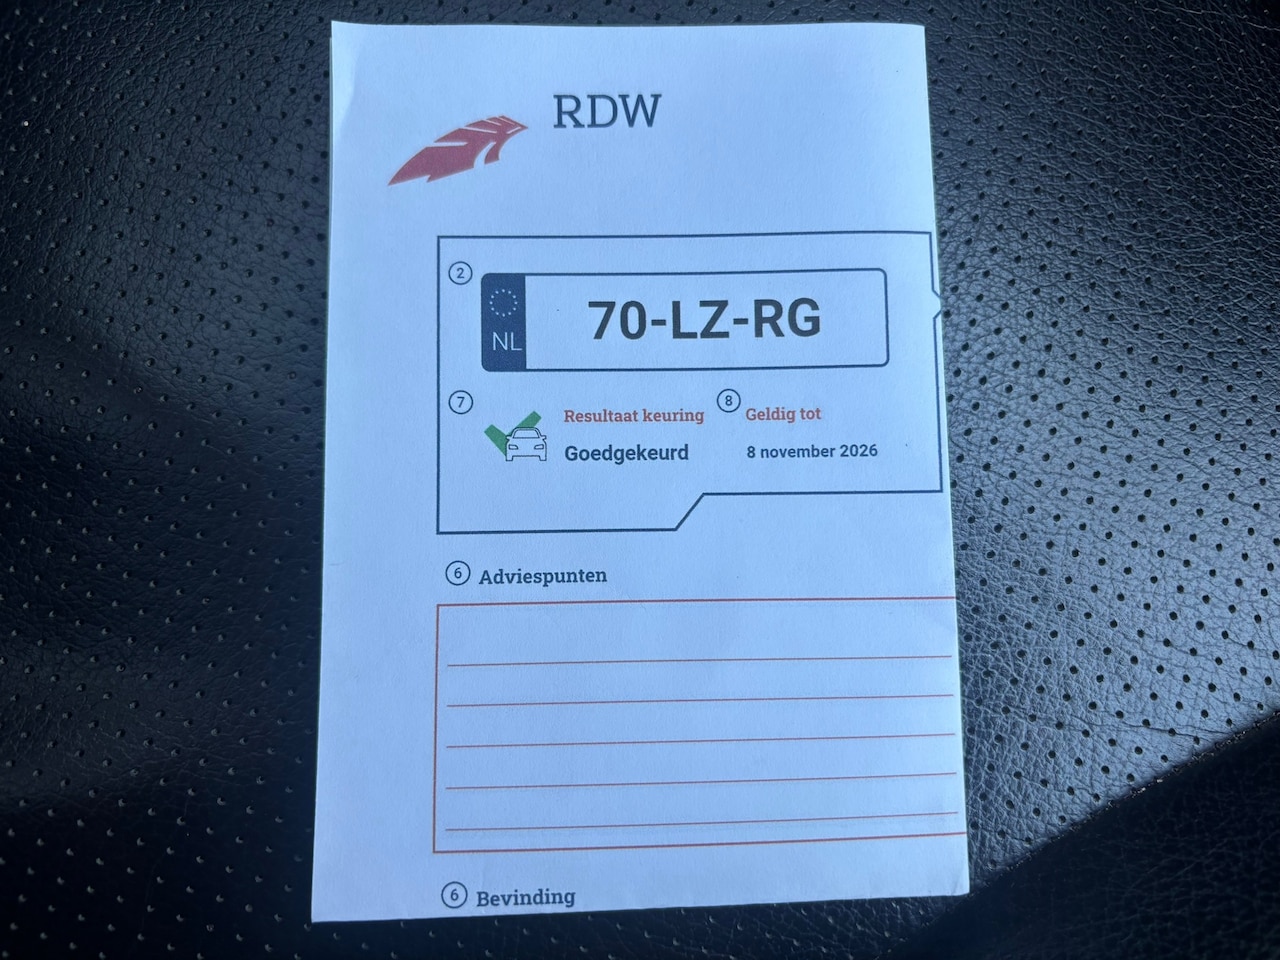 RDW
2
NL
70-LZ-RG
7
Resultaat keuring
8
Geldig tot
Goedgekeurd
8 november 2026
6 Adviespunten
6 Bevinding